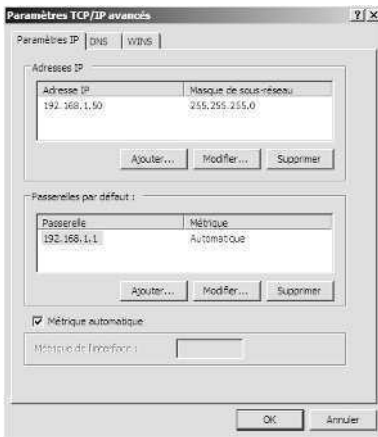 Paramètres TCP/IP avancés
Paramètres IP DNS WINS
Adresses IP
Adresse IP Masque de sous-réseau
192.168.1.50 255.255.255.0
Ajouter... Modifier... Supprimer
Passerelles par défaut :
Passerelle Métrique
192.168.1.1 Automatique
Ajouter... Modifier... Supprimer
Métrique automatique
Métrique de l'interface :
OK Annuler